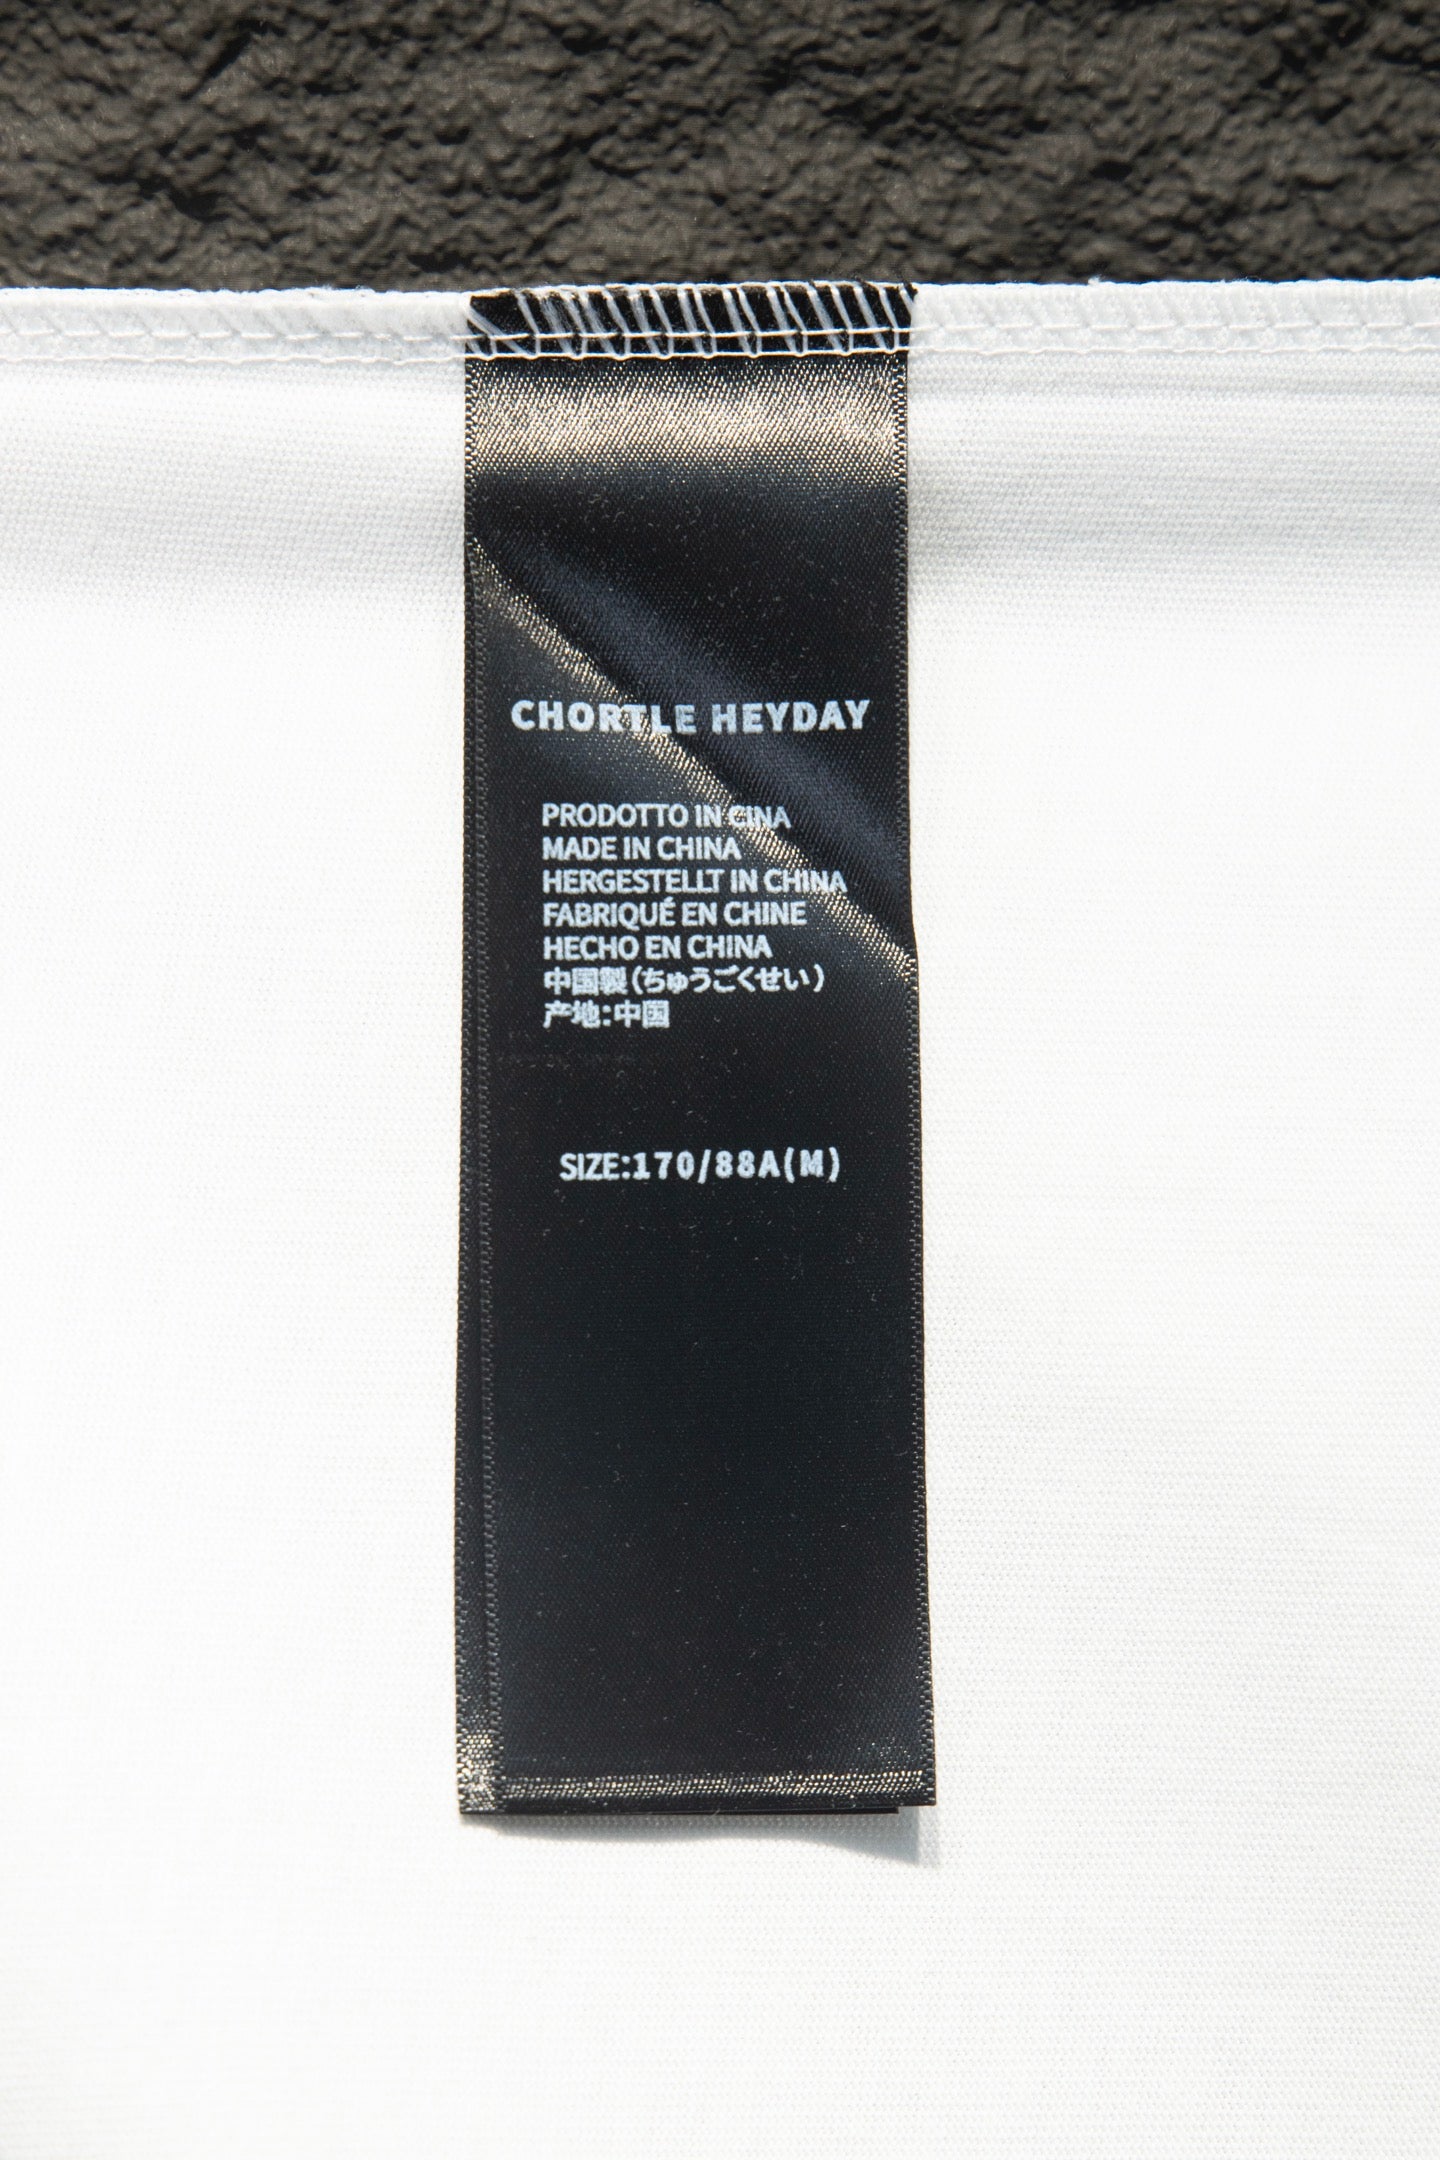 CHORTLE HEYDAY
PRODOTTO IN CINA
MADE IN CHINA
HERGESTELLT IN CHINA
FABRIQUÉ EN CHINE
HECHO EN CHINA
中国製(ちゅうごくせい)
产地:中国
SIZE:170/88A(M)